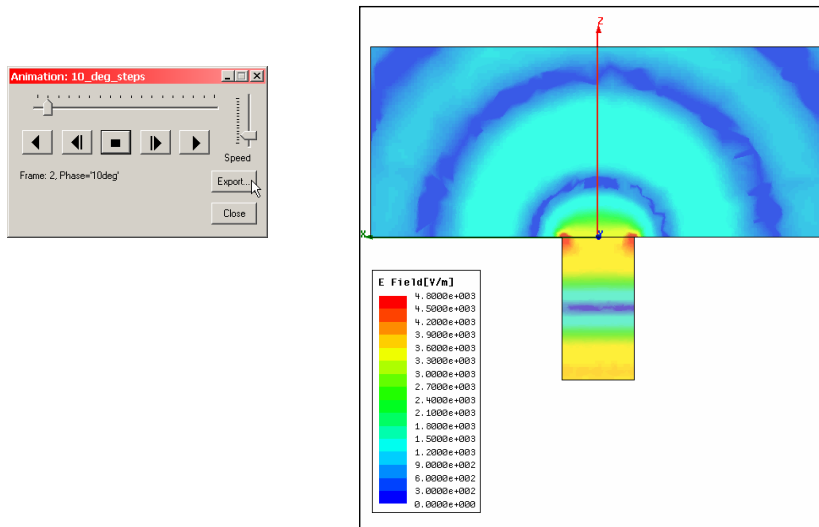 Animation: 10_deg_steps
Speed
Frame: 2, Phase='10deg'
Export...
Close
Z
X
Y
E Field[V/m]
4.8000e+003
4.5000e+003
4.2000e+003
3.9000e+003
3.6000e+003
3.3000e+003
3.0000e+003
2.7000e+003
2.4000e+003
2.1000e+003
1.8000e+003
1.5000e+003
1.2000e+003
9.0000e+002
6.0000e+002
3.0000e+002
0.0000e+000